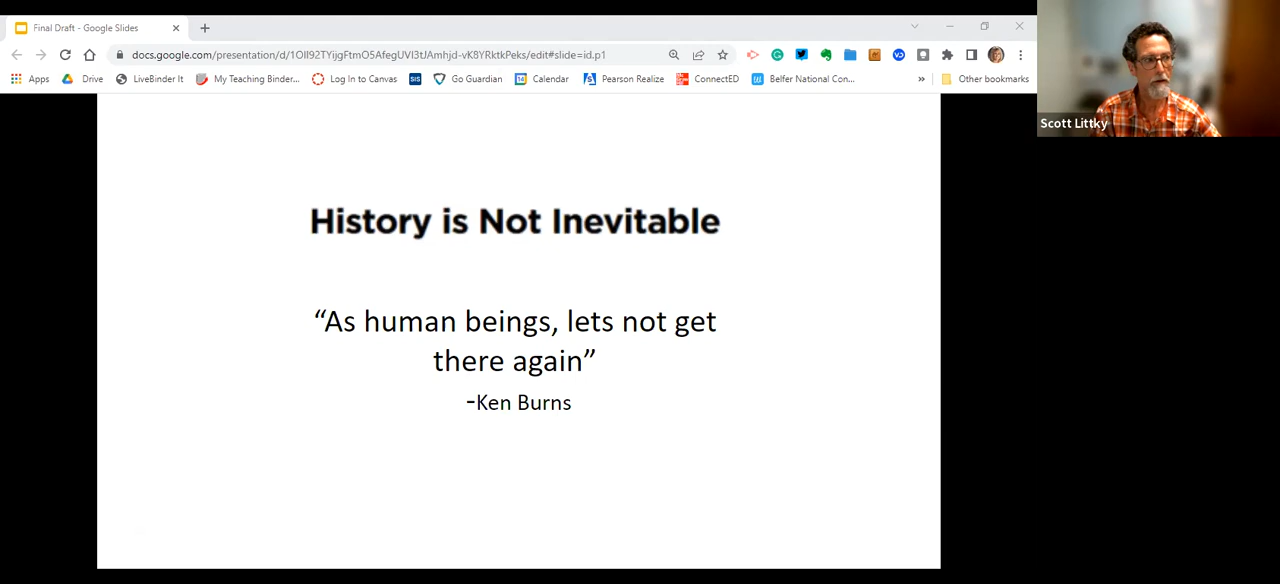 Final Draft - Google Slides
docs.google.com/presentation/d/1OlI92TYijgFtmO5AfegUVI3tJAmhjd-vK8YRktkPeks/edit#slide=id.p1
Apps Drive LiveBinder It My Teaching Binder... Log In to Canvas SIS Go Guardian Calendar Pearson Realize ConnectED Belfer National Con... » Other bookmarks
Scott Littky
History is Not Inevitable
“As human beings, lets not get
there again”
-Ken Burns